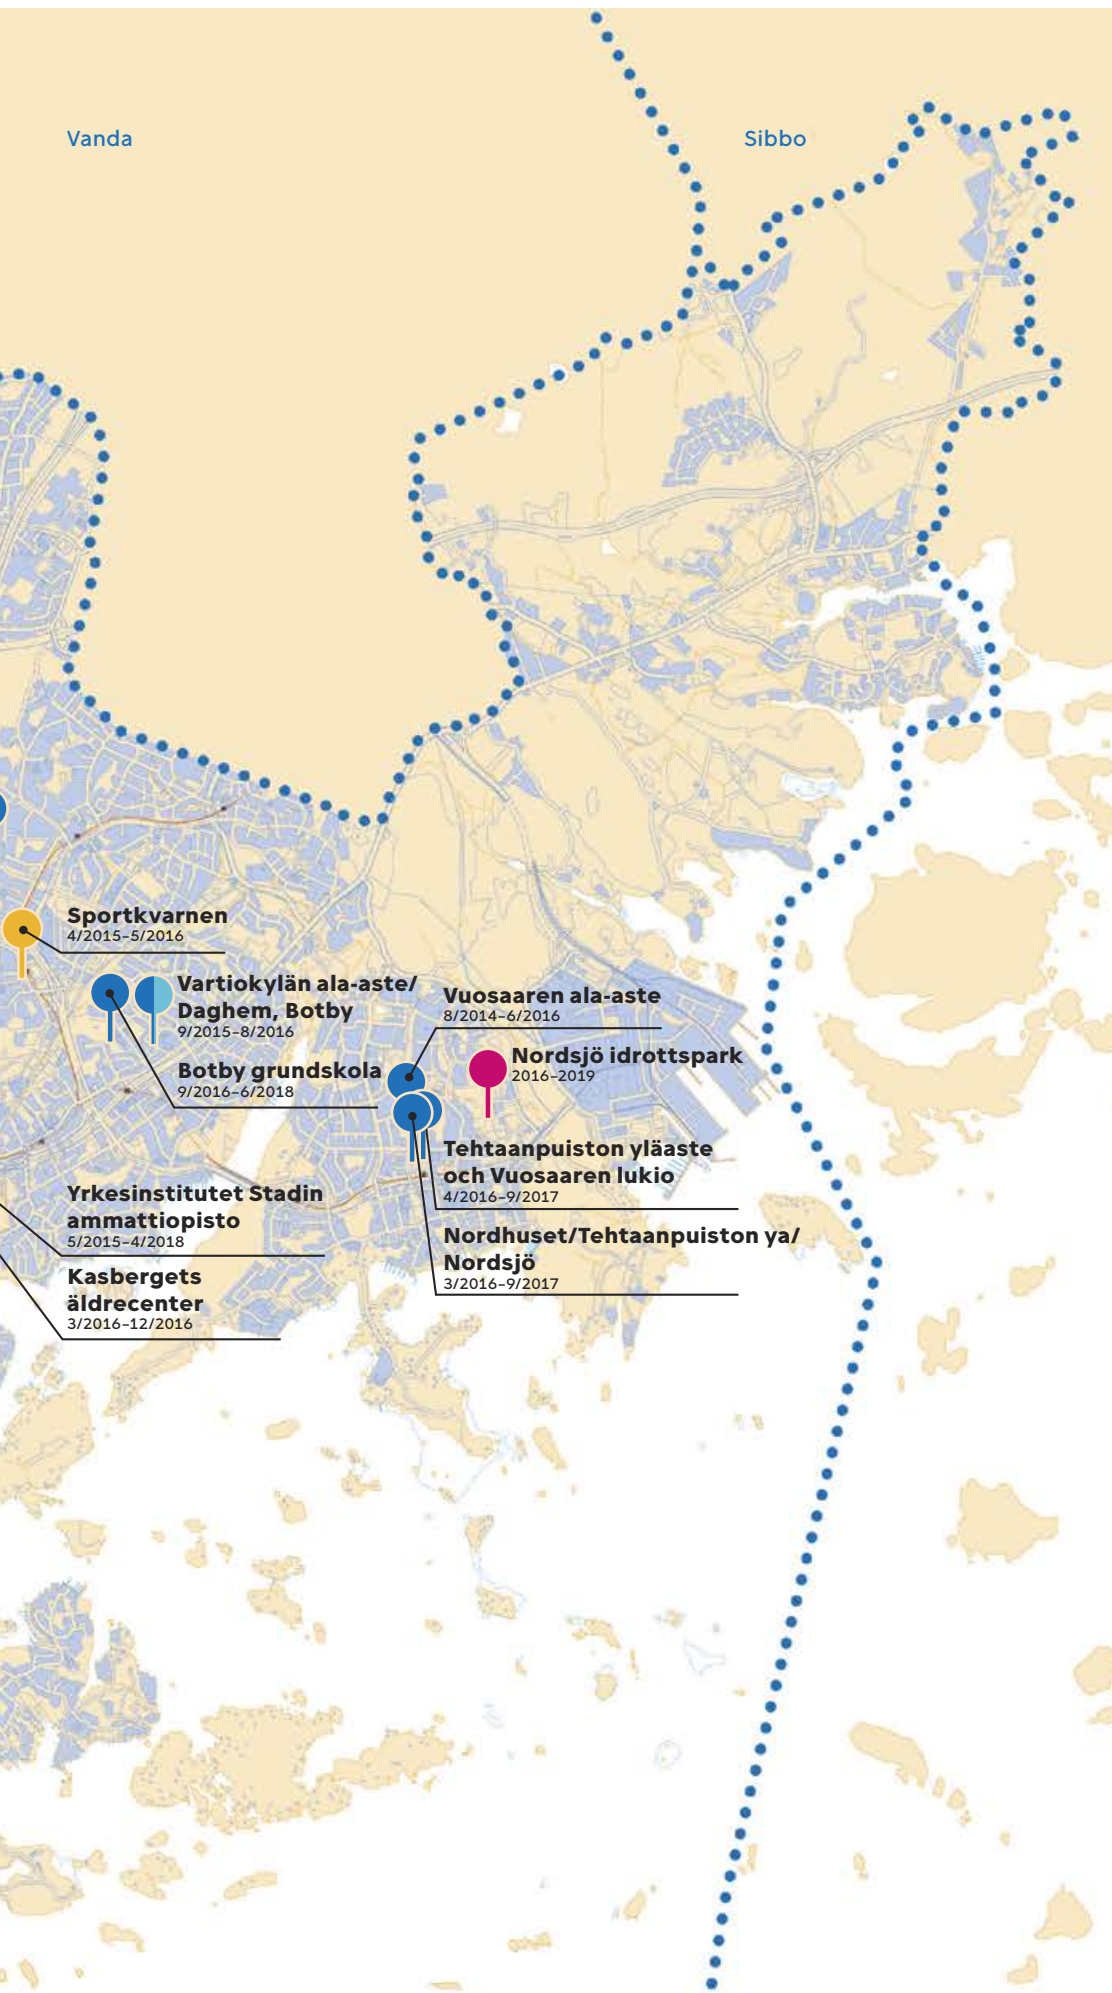 Vanda
Sibbo
Sportkvarnen
4/2015–5/2016
Vartiokylän ala-aste/
Daghem, Botby
9/2015–8/2016
Botby grundskola
9/2016–6/2018
Vuosaaren ala-aste
8/2014–6/2016
Nordsjö idrottspark
2016–2019
Tehtaanpuiston yläaste
och Vuosaaren lukio
4/2016–9/2017
Nordhuset/Tehtaanpuiston ya/
Nordsjö
3/2016–9/2017
Yrkesinstitutet Stadin
ammattiopisto
5/2015–4/2018
Kasbergets
äldrecenter
3/2016–12/2016